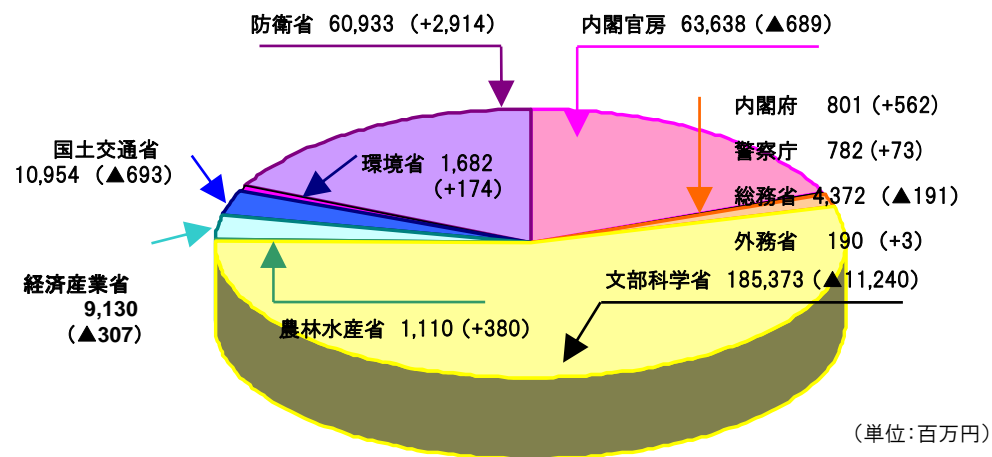 防衛省 60,933 (+2,914)
内閣官房 63,638 (▲689)
内閣府 801 (+562)
警察庁 782 (+73)
総務省 4,372 (▲191)
外務省 190 (+3)
文部科学省 185,373 (▲11,240)
国土交通省
10,954 (▲693)
環境省 1,682
(+174)
経済産業省
9,130
(▲307)
農林水産省 1,110 (+380)
(単位:百万円)